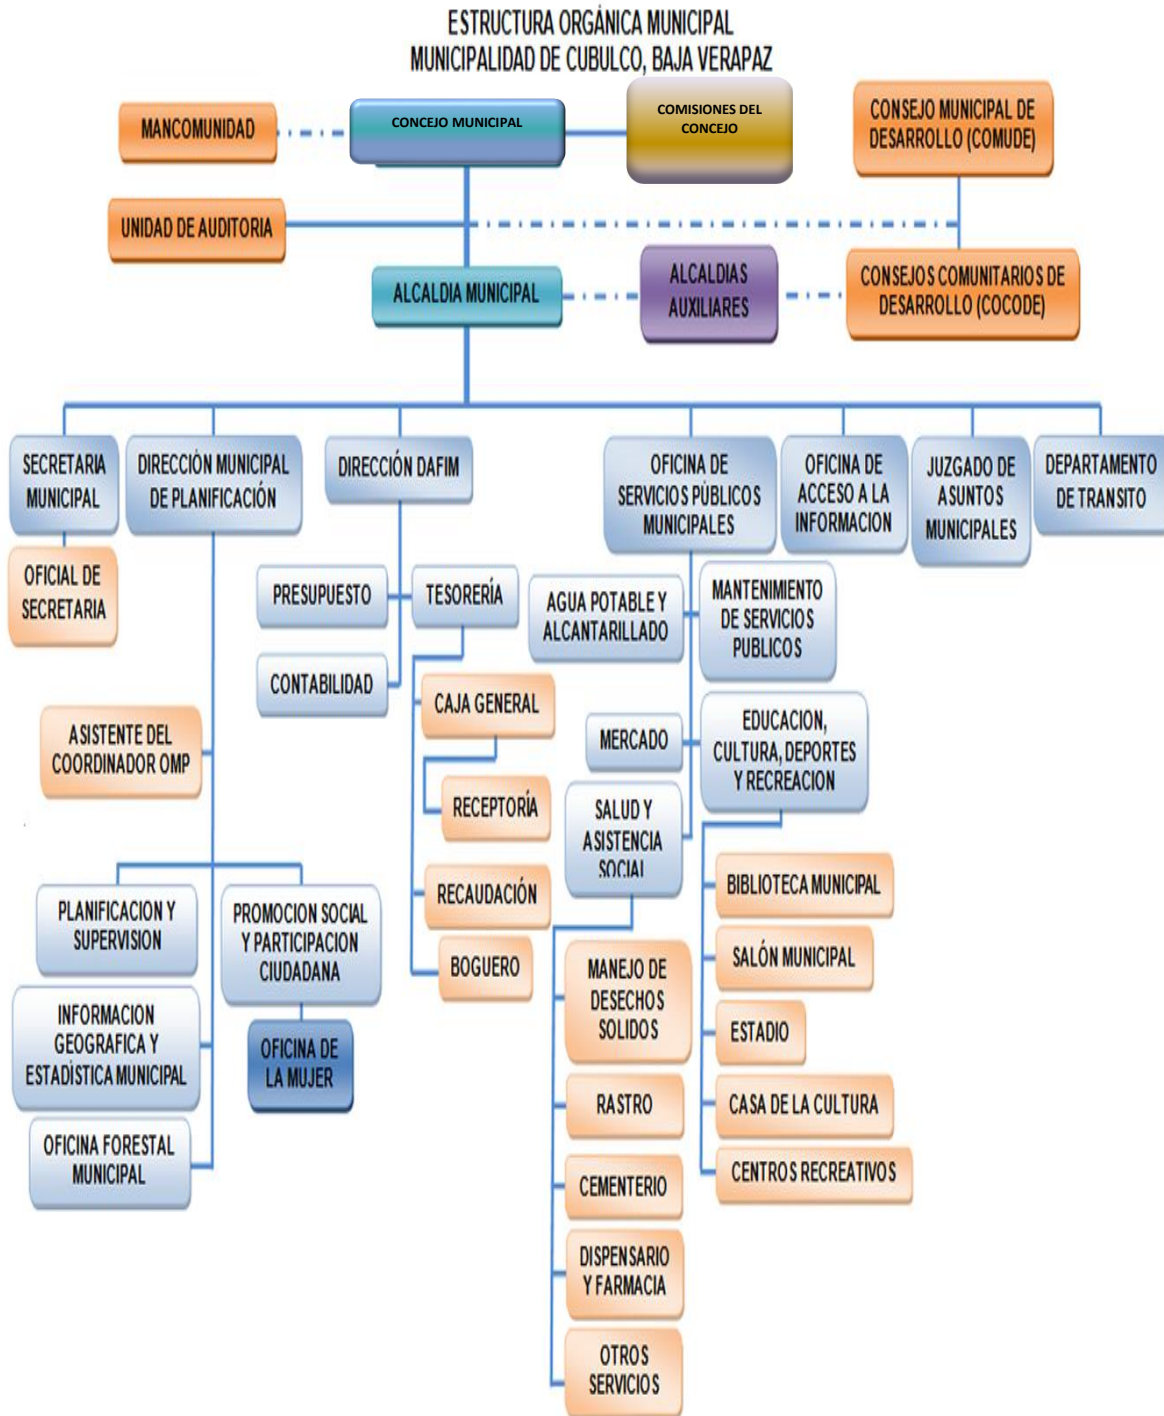 ESTRUCTURA ORGÁNICA MUNICIPAL
MUNICIPALIDAD DE CUBULCO, BAJA VERAPAZ
MANCOMUNIDAD
CONCEJO MUNICIPAL
COMISIONES DEL
CONCEJO
CONSEJO MUNICIPAL DE
DESARROLLO (COMUDE)
UNIDAD DE AUDITORIA
ALCALDIA MUNICIPAL
ALCALDIAS
AUXILIARES
CONSEJOS COMUNITARIOS DE
DESARROLLO (COCODE)
SECRETARIA
MUNICIPAL
DIRECCIÓN MUNICIPAL
DE PLANIFICACIÓN
DIRECCIÓN DAFIM
OFICINA DE
SERVICIOS PÚBLICOS
MUNICIPALES
OFICINA DE
ACCESO A LA
INFORMACION
JUZGADO DE
ASUNTOS
MUNICIPALES
DEPARTAMENTO
DE TRANSITO
OFICIAL DE
SECRETARIA
PRESUPUESTO
TESORERÍA
CONTABILIDAD
AGUA POTABLE Y
ALCANTARILLADO
MANTENIMIENTO
DE SERVICIOS
PUBLICOS
ASISTENTE DEL
COORDINADOR OMP
CAJA GENERAL
RECEPTORÍA
RECAUDACIÓN
BOGUERO
MERCADO
EDUCACION,
CULTURA, DEPORTES
Y RECREACION
SALUD Y
ASISTENCIA
SOCIAL
PLANIFICACION Y
SUPERVISION
PROMOCION SOCIAL
Y PARTICIPACION
CIUDADANA
INFORMACION
GEOGRAFICA Y
ESTADÍSTICA MUNICIPAL
OFICINA DE
LA MUJER
OFICINA FORESTAL
MUNICIPAL
MANEJO DE
DESECHOS
SOLIDOS
RASTRO
CEMENTERIO
DISPENSARIO
Y FARMACIA
OTROS
SERVICIOS
BIBLIOTECA MUNICIPAL
SALÓN MUNICIPAL
ESTADIO
CASA DE LA CULTURA
CENTROS RECREATIVOS